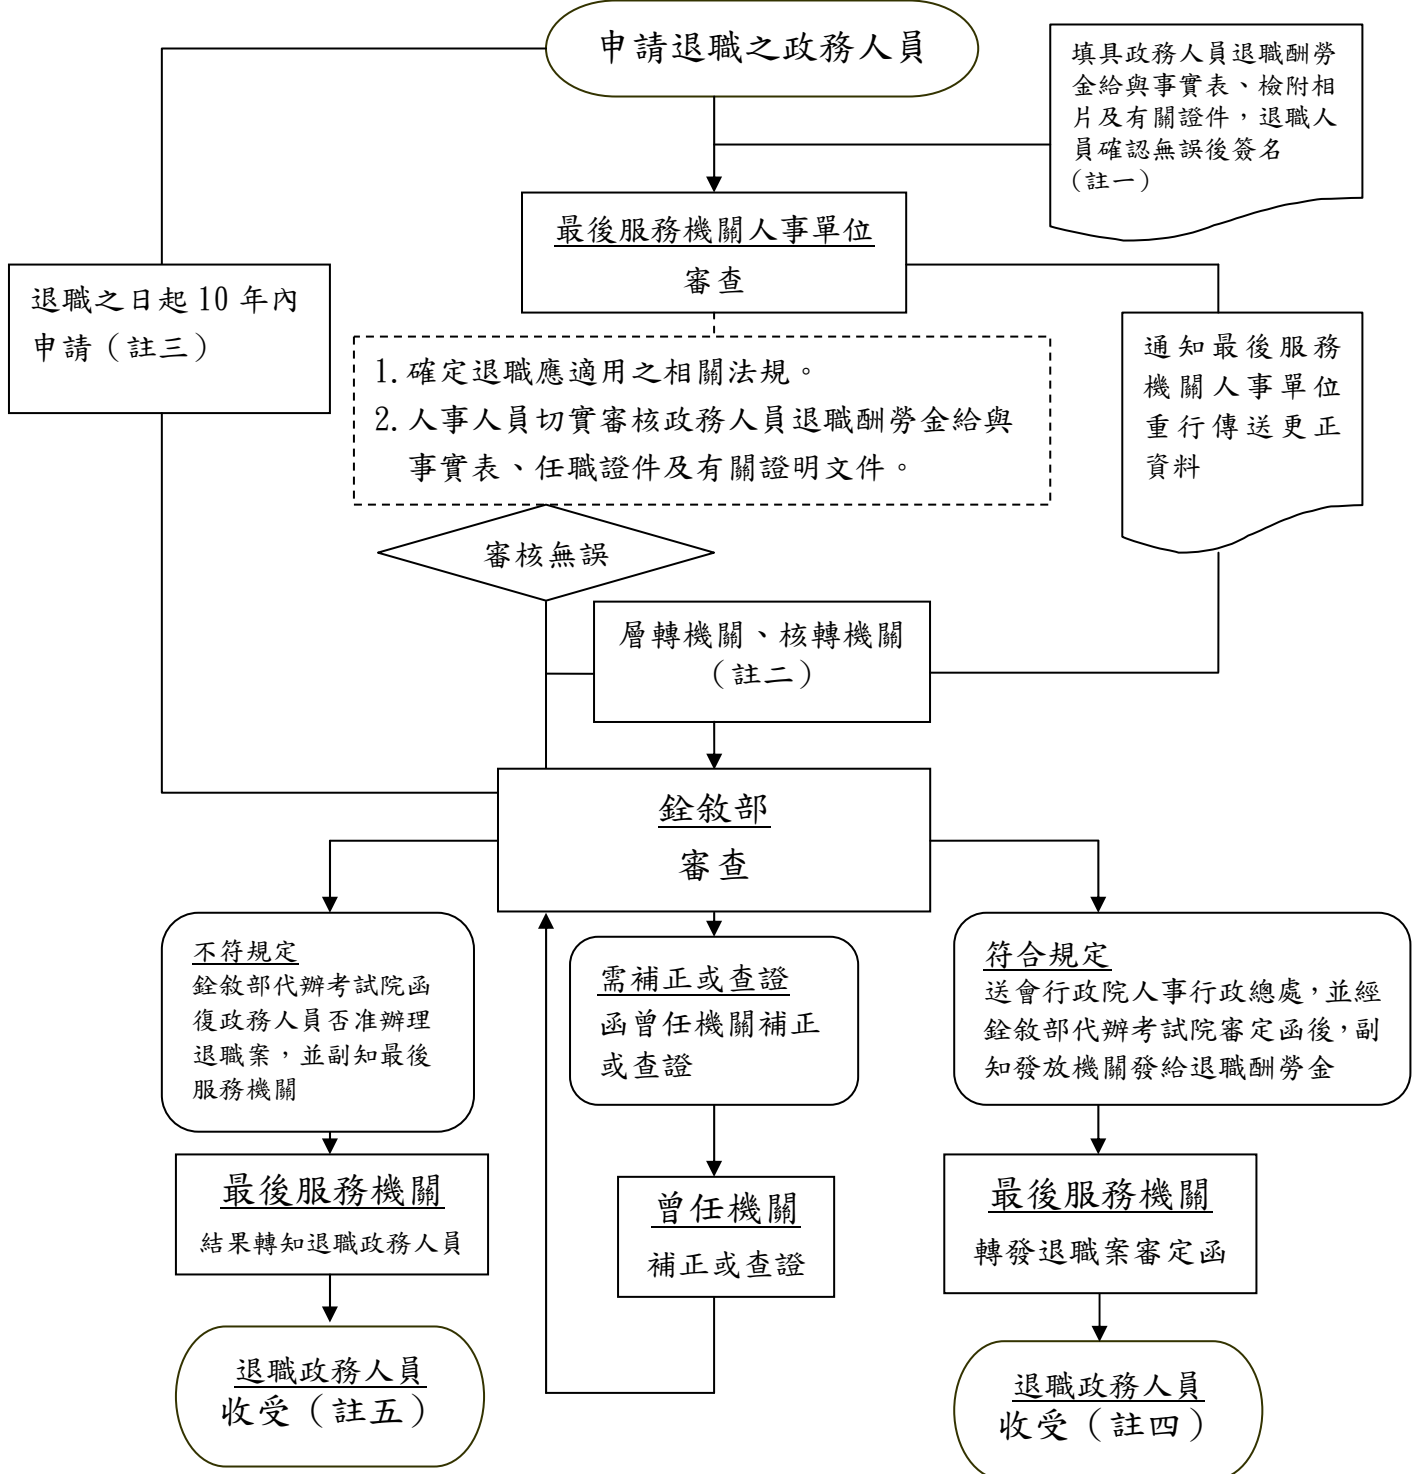 申請退職之政務人員
填具政務人員退職酬勞
金給與事實表、檢附相
片及有關證件，退職人
員確認無誤後簽名
(註一)
最後服務機關人事單位
審查
退職之日起 10 年內
申請（註三）
通知最後服務
機關人事單位
重行傳送更正
資料
1. 確定退職應適用之相關法規。
2. 人事人員切實審核政務人員退職酬勞金給與
事實表、任職證件及有關證明文件。
審核無誤
層轉機關、核轉機關
（註二）
銓敘部
審查
不符規定
銓敘部代辦考試院函
復政務人員否准辦理
退職案，並副知最後
服務機關
需補正或查證
函曾任機關補正
或查證
符合規定
送會行政院人事行政總處，並經
銓敘部代辦考試院審定函後，副
知發放機關發給退職酬勞金
最後服務機關
結果轉知退職政務人員
曾任機關
補正或查證
最後服務機關
轉發退職案審定函
退職政務人員
收受（註五）
退職政務人員
收受（註四）